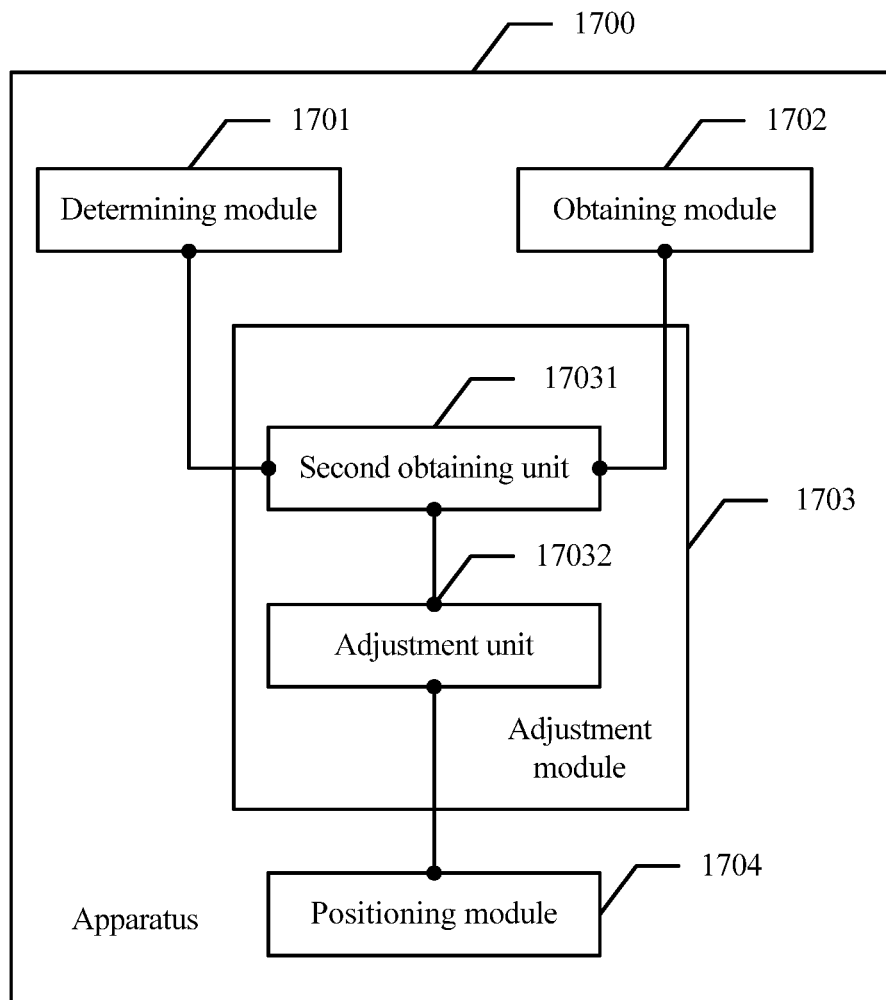 1700
1701
1702
Determining module
Obtaining module
17031
Second obtaining unit
1703
17032
Adjustment unit
Adjustment
module
1704
Positioning module
Apparatus